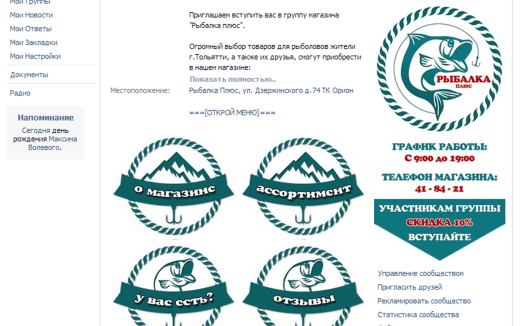 Мои Группы
Мои Новости
Мои Ответы
Мои Закладки
Мои Настройки
Документы
Радио
Напоминание
Сегодня день
рождения Максима
Волевого.
Приглашаем вступить вас в группу магазина
"Рыбалка плюс".
Огромный выбор товаров для рыболовов жители
г.Тольятти, а также их друзья, смогут приобрести
в нашем магазине:
Показать полностью..
Местоположение: Рыбалка Плюс, ул. Дзержинского д.74 ТК Орион
===[ОТКРОЙ МЕНЮ]===
о магазине
ассортимент
у вас есть?
отзывы
РЫБАЛКА
ПЛЮС
ГРАФИК РАБОТЫ:
С 9:00 до 19:00
ТЕЛЕФОН МАГАЗИНА:
41 - 84 - 21
УЧАСТНИКАМ ГРУППЫ
СКИДКА 10%
ВСТУПАЙТЕ
Управление сообществом
Пригласить друзей
Рекламировать сообщество
Статистика сообщества